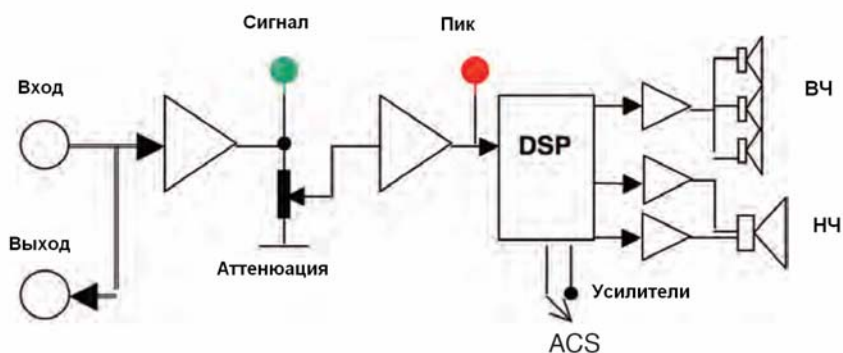 Сигнал
Пик
Вход
ВЧ
DSP
Выход
НЧ
Аттенюация
Усилители
ACS